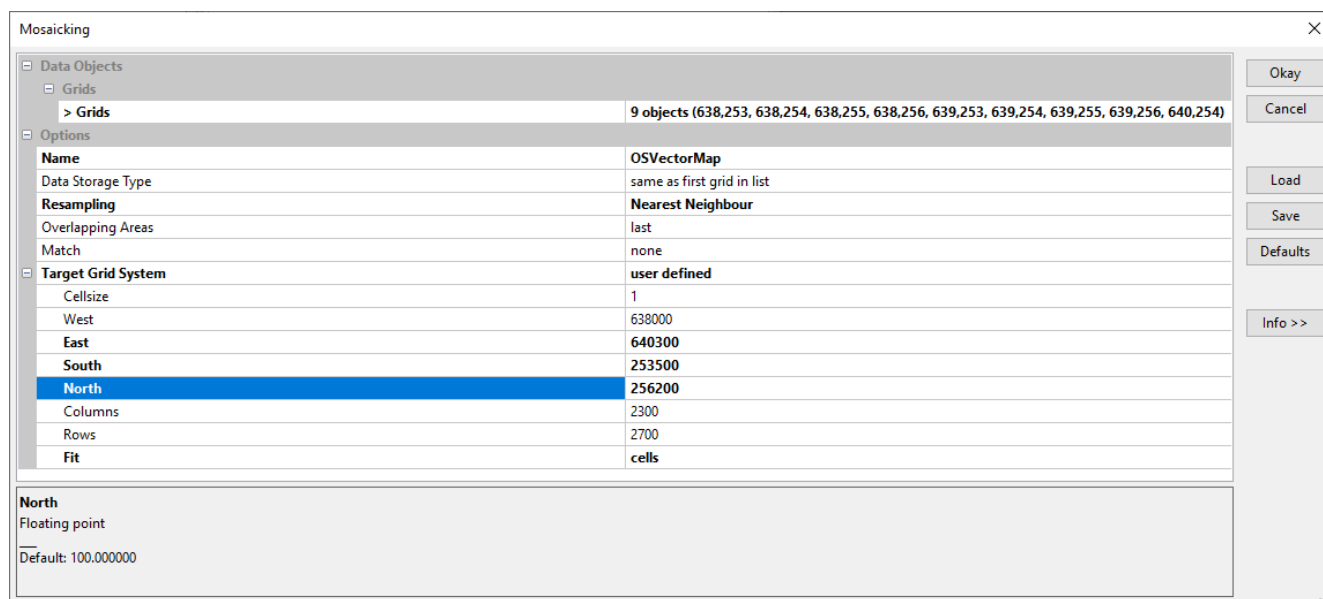 Mosaicking
Data Objects
Grids
> Grids 9 objects (638,253, 638,254, 638,255, 638,256, 639,253, 639,254, 639,255, 639,256, 640,254)
Options
Name OSVectorMap
Data Storage Type same as first grid in list
Resampling Nearest Neighbour
Overlapping Areas last
Match none
Target Grid System user defined
Cellsize 1
West 638000
East 640300
South 253500
North 256200
Columns 2300
Rows 2700
Fit cells
North
Floating point
__
Default: 100.000000
Okay
Cancel
Load
Save
Defaults
Info >>